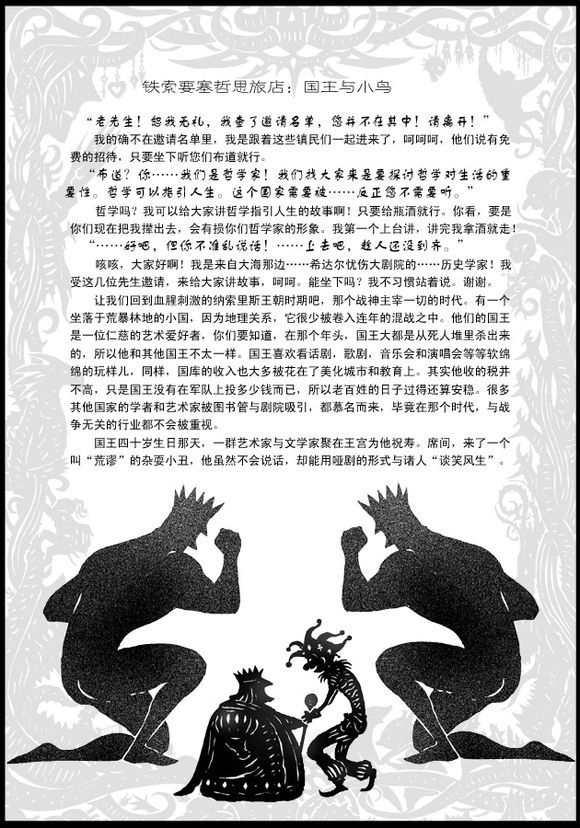 铁索要塞哲思旅店：国王与小鸟
“老先生！恕我无礼，我查了邀请名单，您并不在其中！请离开！”
我的确不在邀请名单里，我是跟着这些镇民们一起进来了，呵呵呵，他们说有免
费的招待，只要坐下听您们布道就行。
“布道？你……我们是哲学家！我们找大家来是要探讨哲学对生活的重
要性。哲学可以指引人生。这个国家需要被……反正您不需要听。”
哲学吗？我可以给大家讲哲学指引人生的故事啊！只要给瓶酒就行。你看，要是
你们现在把我撵出去，会有损你们哲学家的形象。我第一个上台讲，讲完我拿酒就走！
“……好吧，但你不准乱说话！……上去吧，趁人还没到齐。”
咳咳，大家好啊！我是来自大海那边……希达尔忧伤大剧院的……历史学家！我
受这几位先生邀请，来给大家讲故事，呵呵。能坐下吗？我不习惯站着说。谢谢。
让我们回到血腥刺激的纳索里斯王朝时期吧，那个战神主宰一切的时代。有一个
坐落于荒暴林地的小国，因为地理关系，它很少被卷入连年的混战之中。他们的国王
是一位仁慈的艺术爱好者，你们要知道，在那个年头，国王大都是从死人堆里杀出来
的，所以他和其他国王不太一样。国王喜欢看话剧，歌剧，音乐会和演唱会等等软绵
绵的玩样儿，同样，国库的收入也大多被花在了美化城市和教育上。其实他收的税并
不高，只是国王没有在军队上投多少钱而已，所以老百姓的日子过得还算安稳。很多
其他国家的学者和艺术家被图书管与剧院吸引，都慕名而来，毕竟在那个时代，与战
争无关的行业都不会被重视。
国王四十岁生日那天，一群艺术家与文学家聚在王宫为他祝寿。席间，来了一个
叫“荒谬”的杂耍小丑，他虽然不会说话，却能用哑剧的形式与诸人“谈笑风生”。